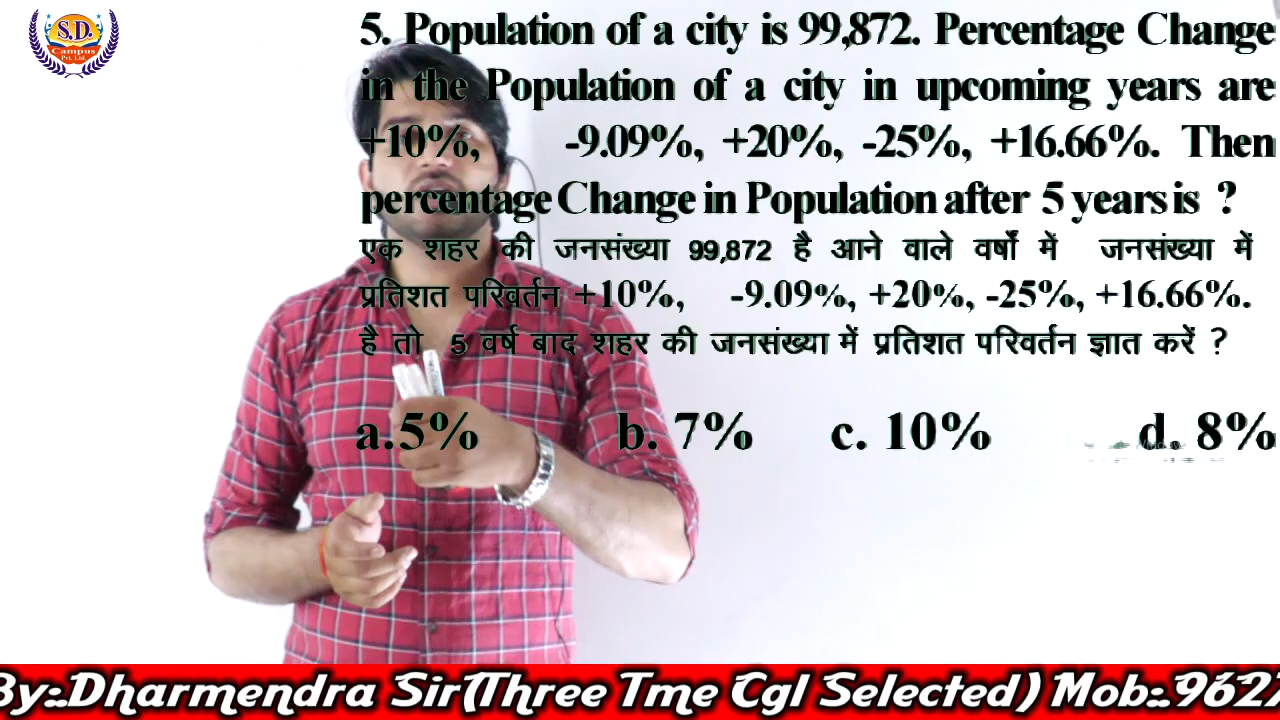 S.D.
Campus
Pvt. Ltd.
5. Population of a city is 99,872. Percentage Change
in the Population of a city in upcoming years are
+10%, -9.09%, +20%, -25%, +16.66%. Then
percentage Change in Population after 5 years is ?
एक शहर की जनसंख्या 99,872 है आने वाले वर्षों में जनसंख्या में
प्रतिशत परिवर्तन +10%, -9.09%, +20%, -25%, +16.66%.
है तो 5 वर्ष बाद शहर की जनसंख्या में प्रतिशत परिवर्तन ज्ञात करें ?
a.5% b. 7% c. 10% d. 8%
By:.Dharmendra Sir(Three Tme Cgl Selected) Mob:.962